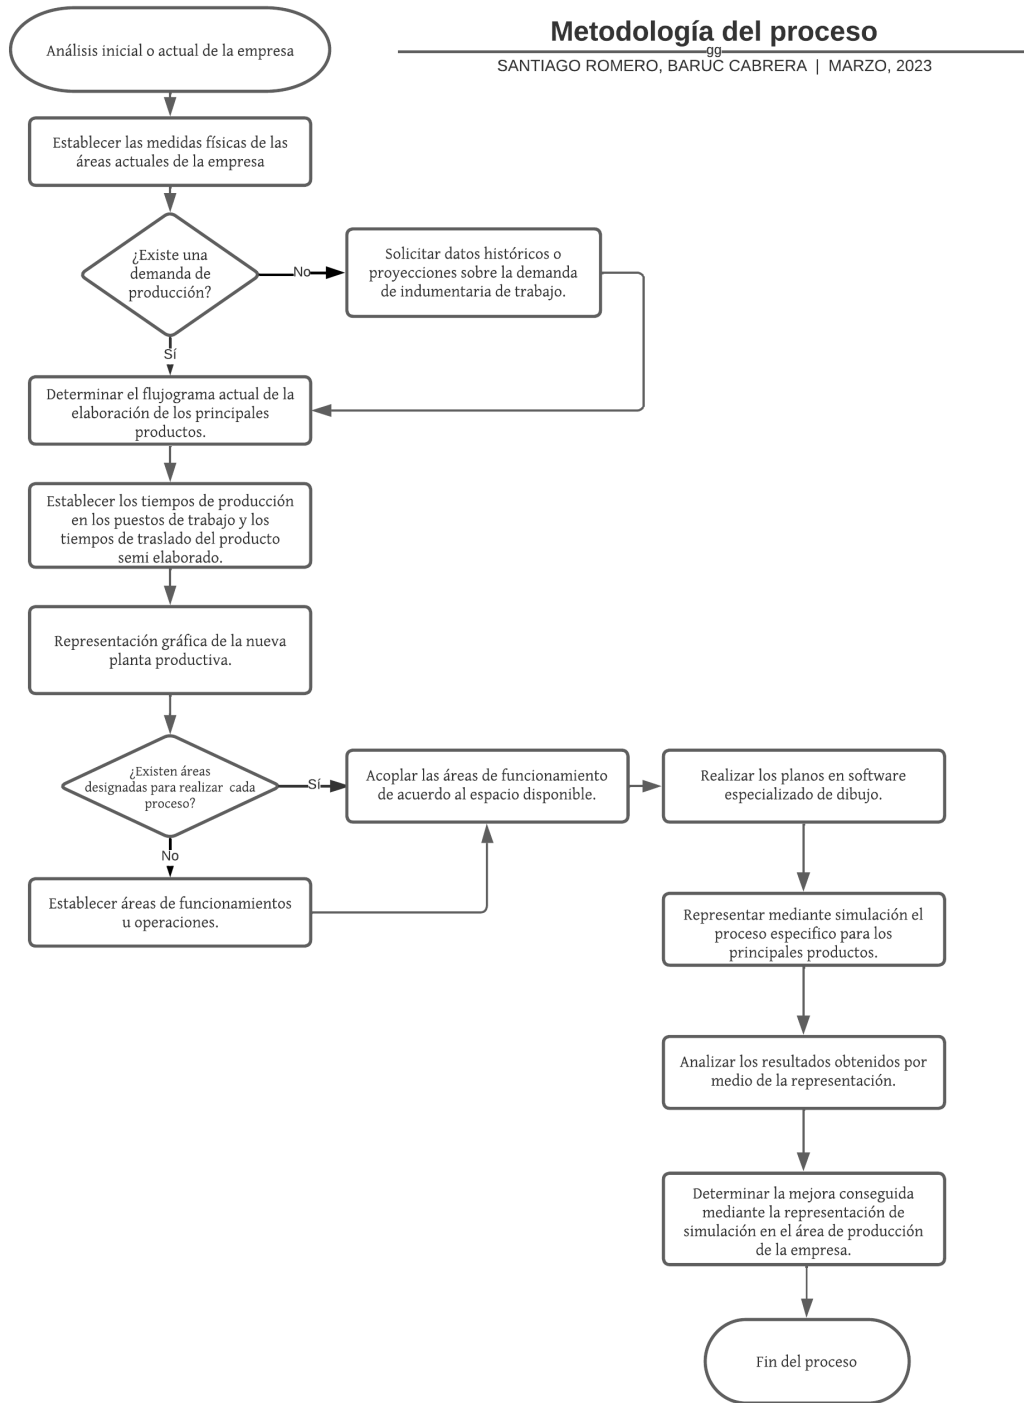 Metodología del proceso
gg
SANTIAGO ROMERO, BARUC CABRERA | MARZO, 2023
Análisis inicial o actual de la empresa
Establecer las medidas físicas de las
áreas actuales de la empresa
¿Existe una
demanda de
producción?
No
Solicitar datos históricos o
proyecciones sobre la demanda
de indumentaria de trabajo.
Sí
Determinar el flujograma actual de la
elaboración de los principales
productos.
Establecer los tiempos de producción
en los puestos de trabajo y los
tiempos de traslado del producto
semi elaborado.
Representación gráfica de la nueva
planta productiva.
¿Existen áreas
designadas para realizar cada
proceso?
Sí
No
Establecer áreas de funcionamientos
u operaciones.
Acoplar las áreas de funcionamiento
de acuerdo al espacio disponible.
Realizar los planos en software
especializado de dibujo.
Representar mediante simulación el
proceso especifico para los
principales productos.
Analizar los resultados obtenidos por
medio de la representación.
Determinar la mejora conseguida
mediante la representación de
simulación en el área de producción
de la empresa.
Fin del proceso